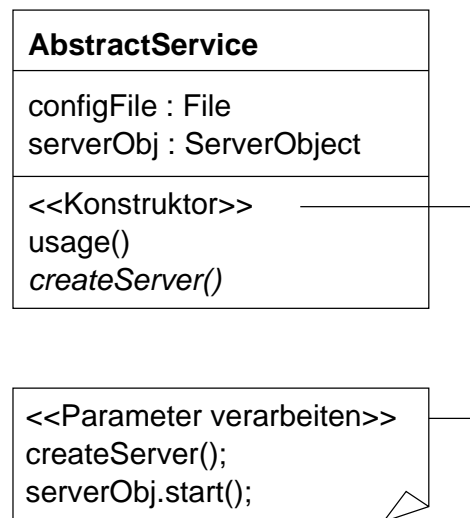 AbstractService
configFile : File
serverObj : ServerObject
<<Konstruktor>>
usage()
createServer()
<<Parameter verarbeiten>>
createServer();
serverObj.start();